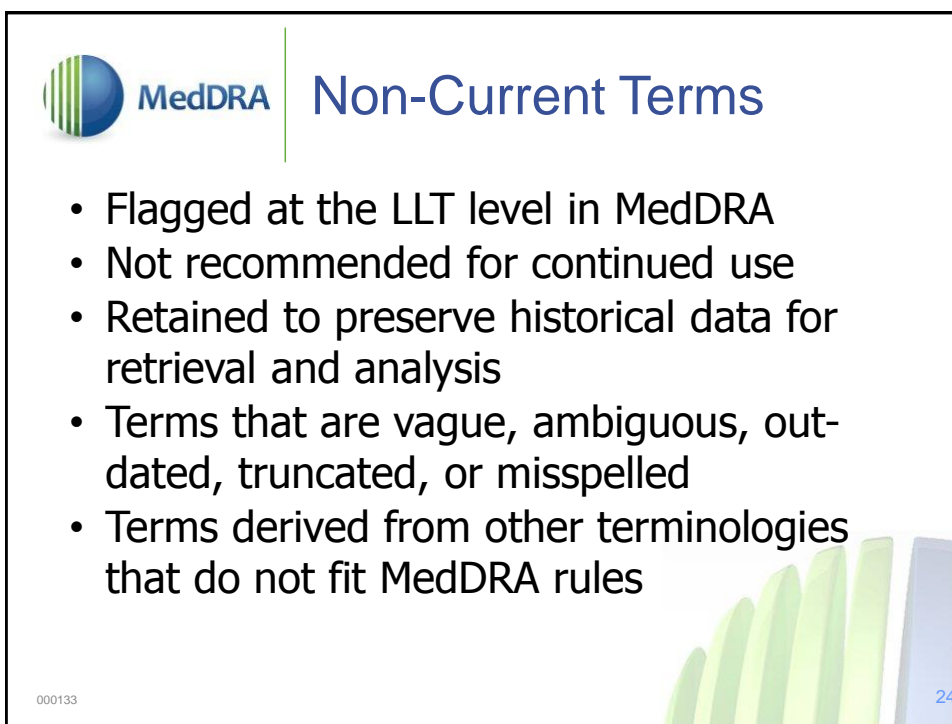 MedDRA
Non-Current Terms
• Flagged at the LLT level in MedDRA
• Not recommended for continued use
• Retained to preserve historical data for
retrieval and analysis
• Terms that are vague, ambiguous, out-
dated, truncated, or misspelled
• Terms derived from other terminologies
that do not fit MedDRA rules
000133
24